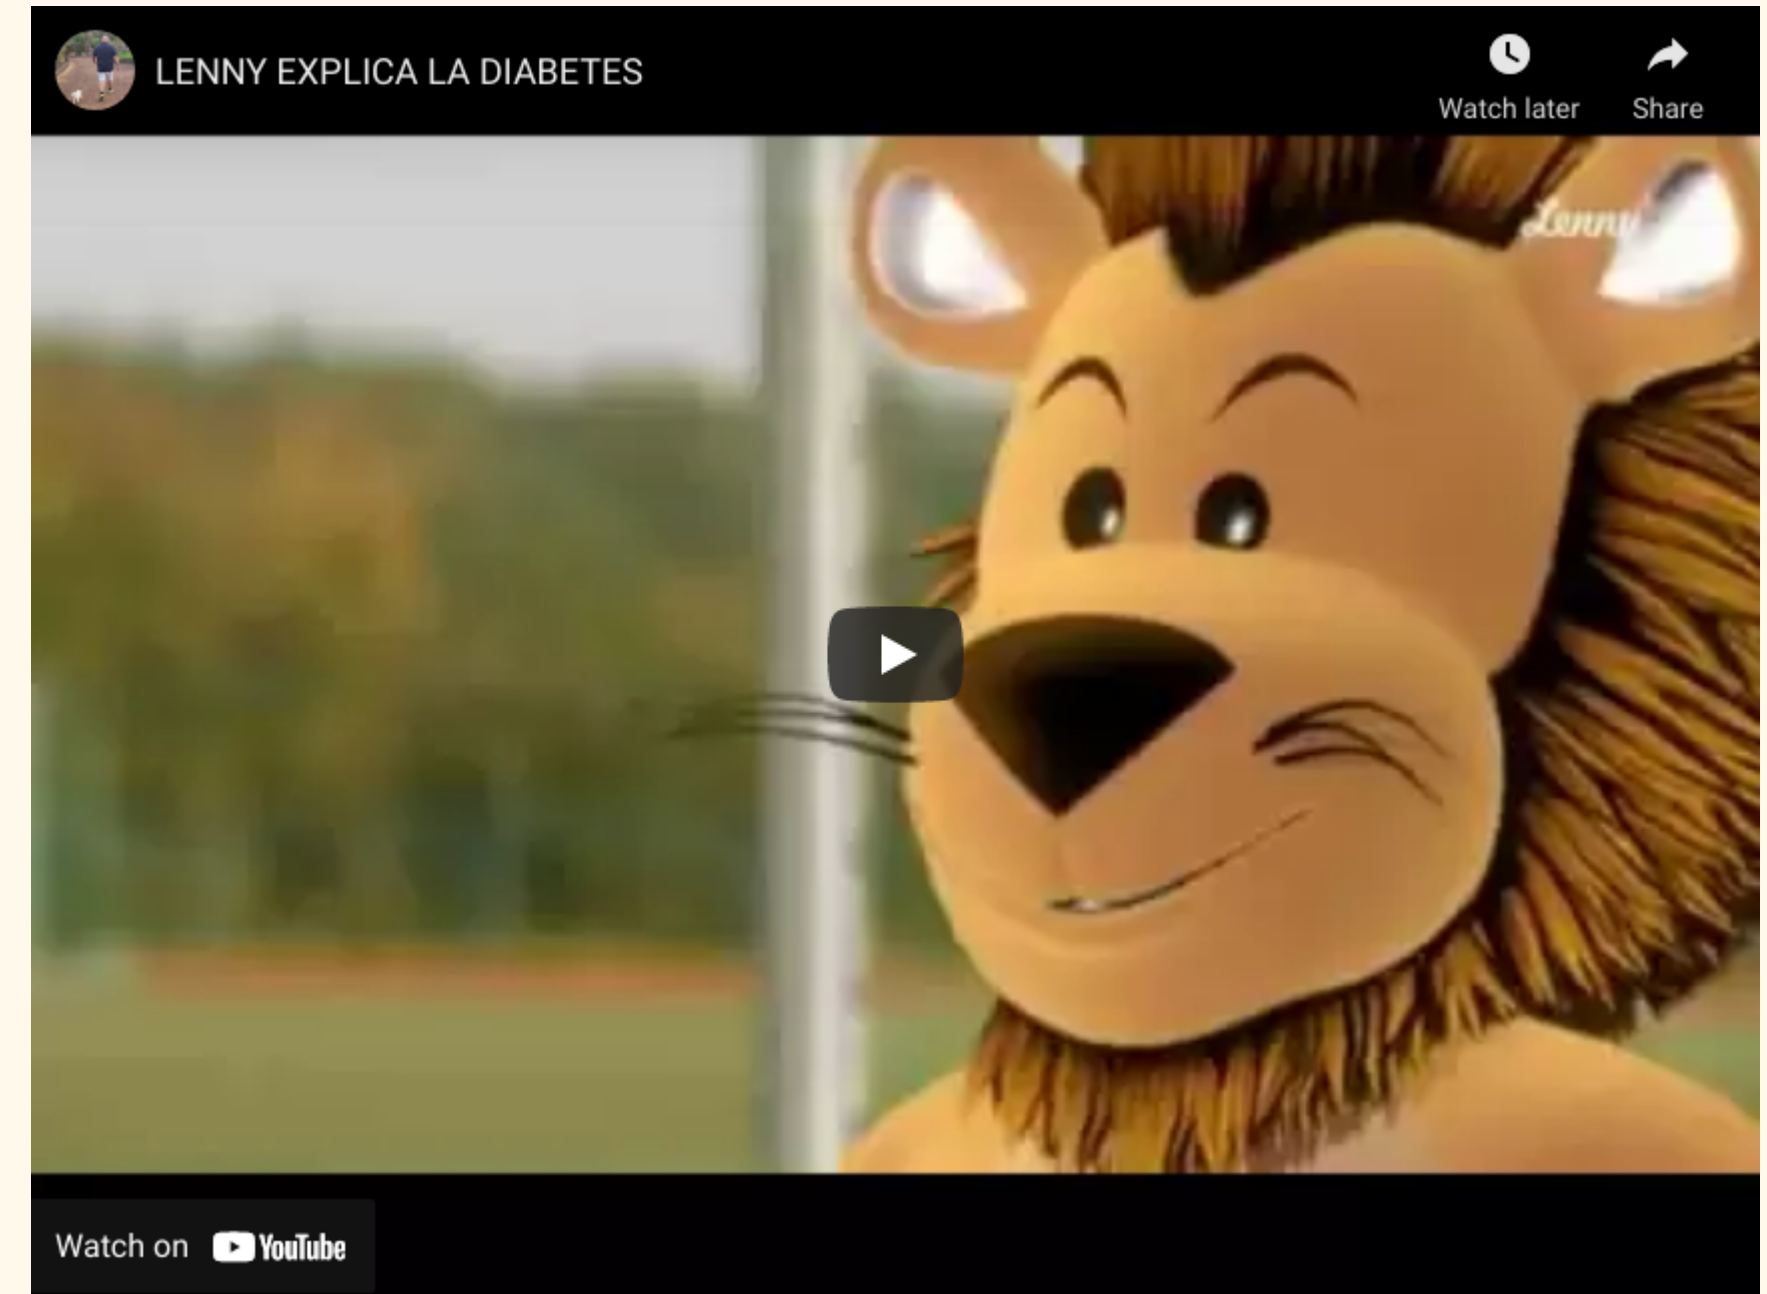 LENNY EXPLICA LA DIABETES
Watch later
Share
Lenny
Watch on YouTube